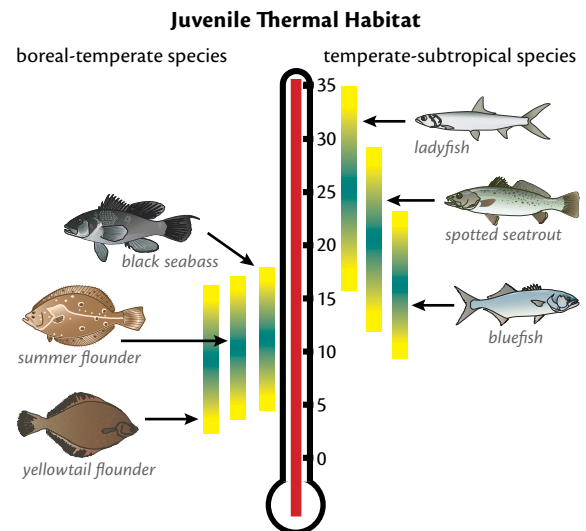 Juvenile Thermal Habitat
boreal-temperate species
temperate-subtropical species
35
30
25
20
15
10
5
0
ladyfish
spotted seatrout
bluefish
black seabass
summer flounder
yellowtail flounder